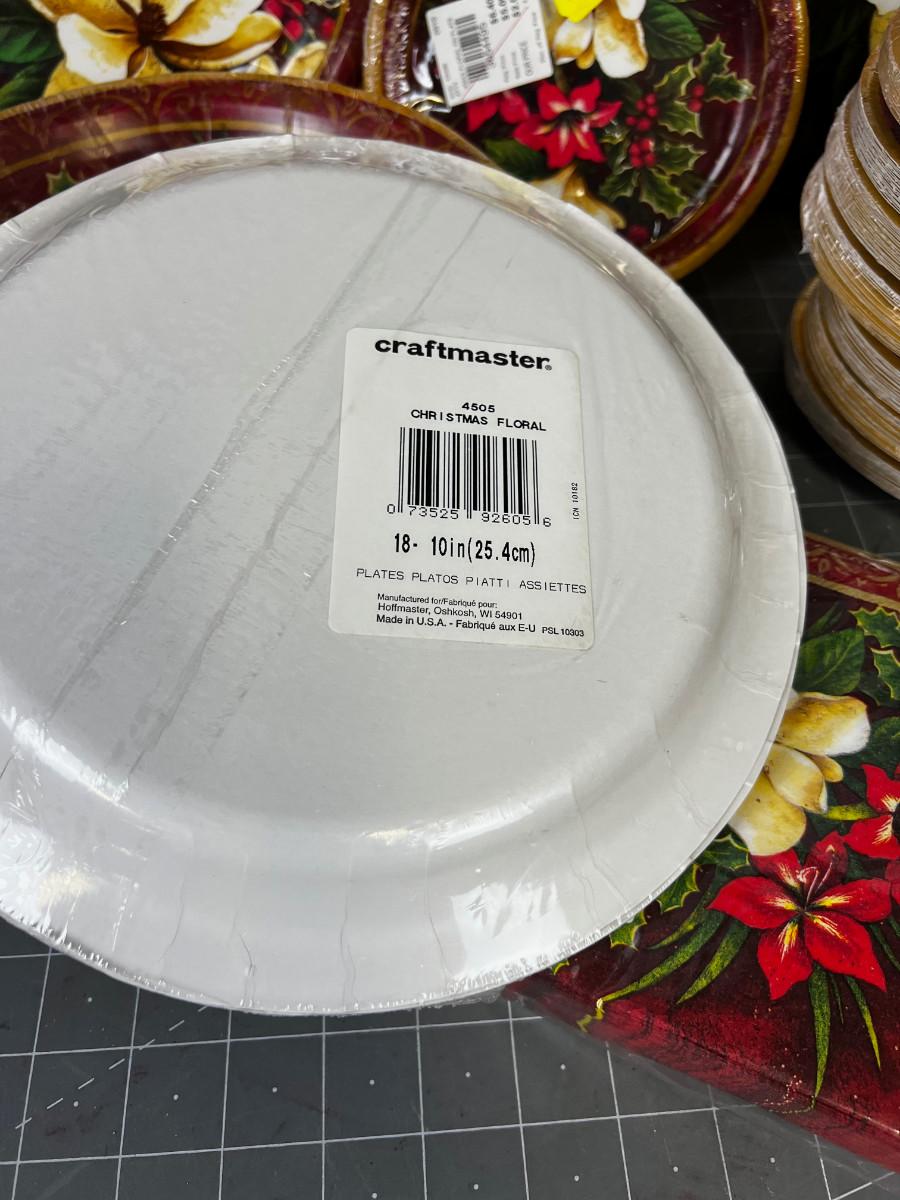 craftmaster®
4505
CHRISTMAS FLORAL
0 73525 92605 6
ICN 10182
18- 10in(25.4cm)
PLATES PLATOS PIATTI ASSIETTES
Manufactured for/Fabriqué pour:
Hoffmaster, Oshkosh, WI 54901
Made in U.S.A. - Fabriqué aux E-U PSL 10303